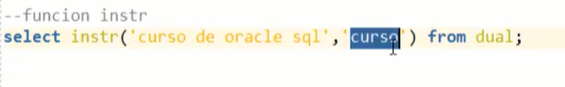 --funcion instr
select instr('curso de oracle sql','curso') from dual;